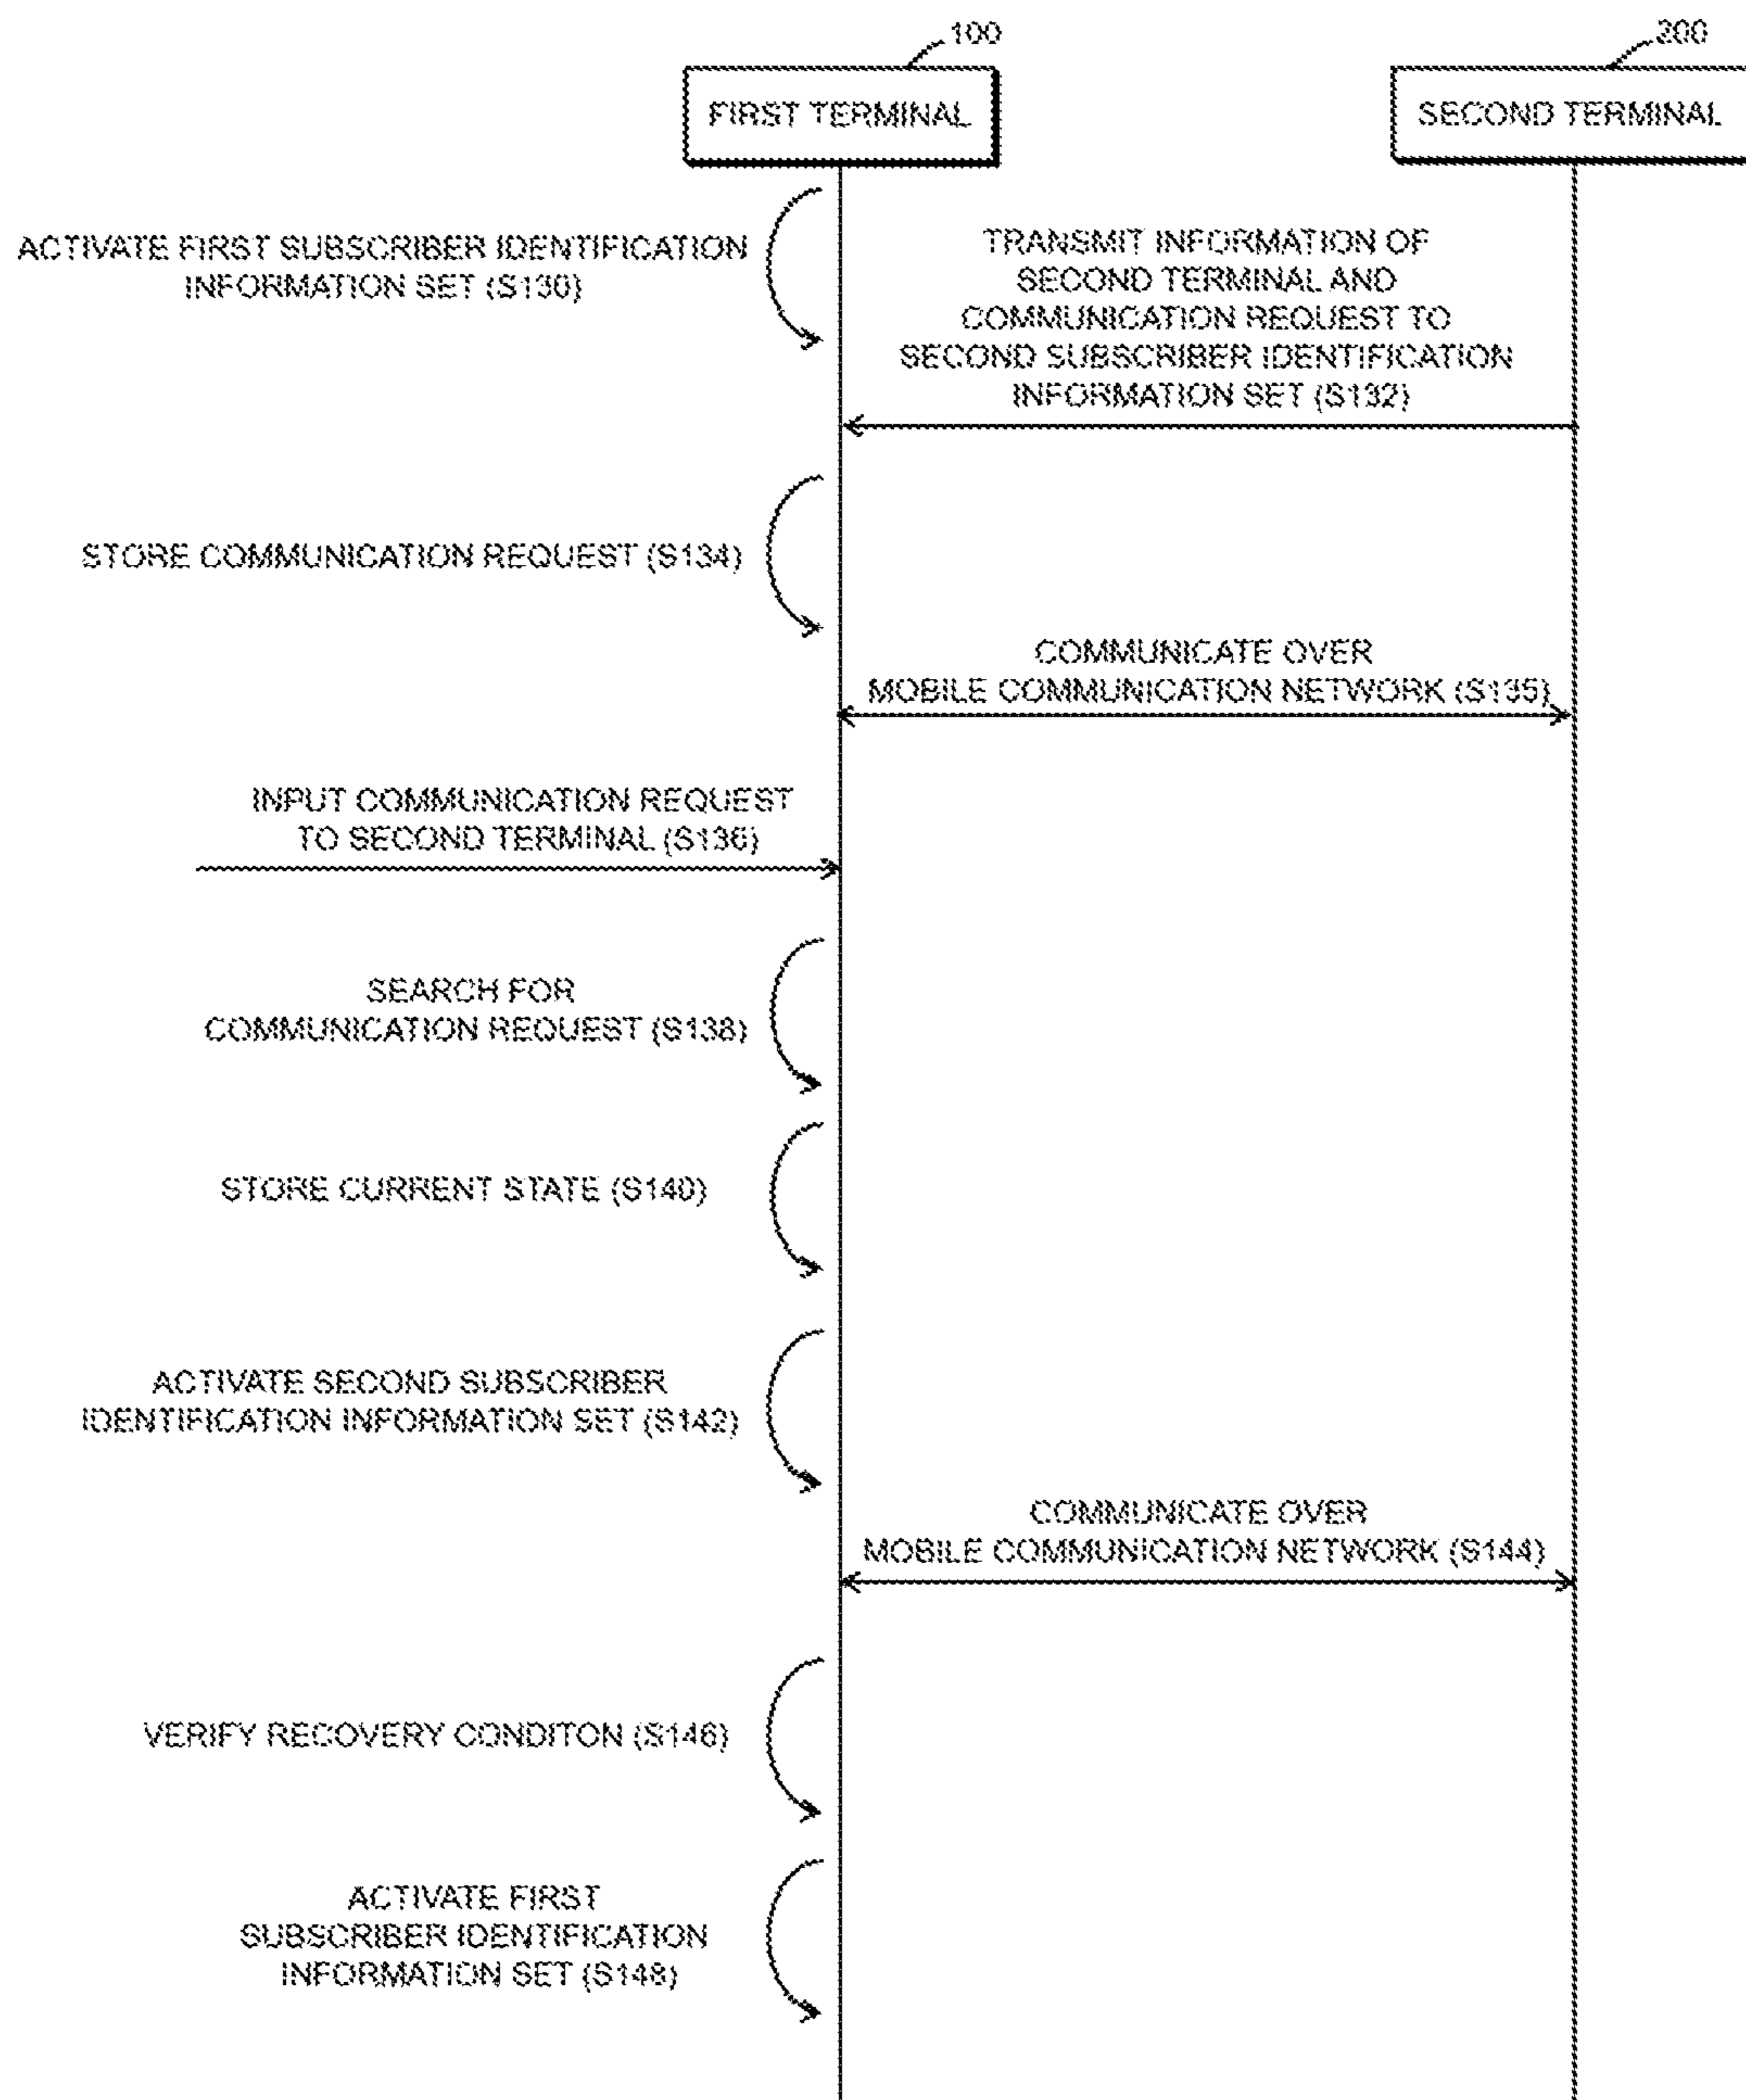 100
200
FIRST TERMINAL
SECOND TERMINAL
ACTIVATE FIRST SUBSCRIBER IDENTIFICATION
INFORMATION SET (S130)
TRANSMIT INFORMATION OF
SECOND TERMINAL AND
COMMUNICATION REQUEST TO
SECOND SUBSCRIBER IDENTIFICATION
INFORMATION SET (S132)
STORE COMMUNICATION REQUEST (S134)
COMMUNICATE OVER
MOBILE COMMUNICATION NETWORK (S135)
INPUT COMMUNICATION REQUEST
TO SECOND TERMINAL (S136)
SEARCH FOR
COMMUNICATION REQUEST (S138)
STORE CURRENT STATE (S140)
ACTIVATE SECOND SUBSCRIBER
IDENTIFICATION INFORMATION SET (S142)
COMMUNICATE OVER
MOBILE COMMUNICATION NETWORK (S144)
VERIFY RECOVERY CONDITON (S146)
ACTIVATE FIRST
SUBSCRIBER IDENTIFICATION
INFORMATION SET (S148)